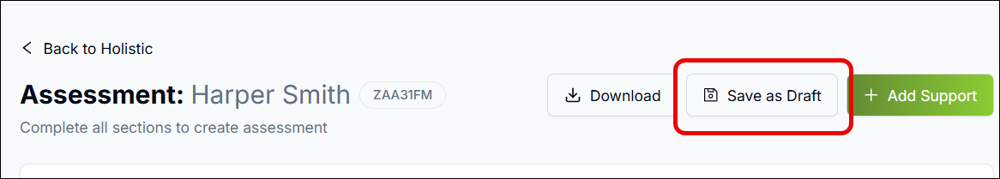 Back to Holistic
Assessment: Harper Smith ZAA31FM
Download Save as Draft + Add Support
Complete all sections to create assessment